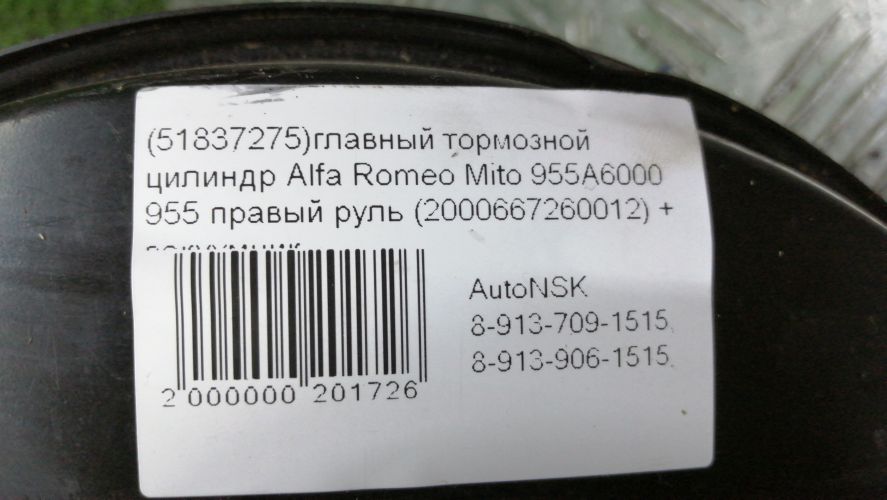 (51837275)главный тормозной
цилиндр Alfa Romeo Mito 955A6000
955 правый руль (2000667260012) +
AutoNSK
8-913-709-1515,
8-913-906-1515,
2 000000 201726